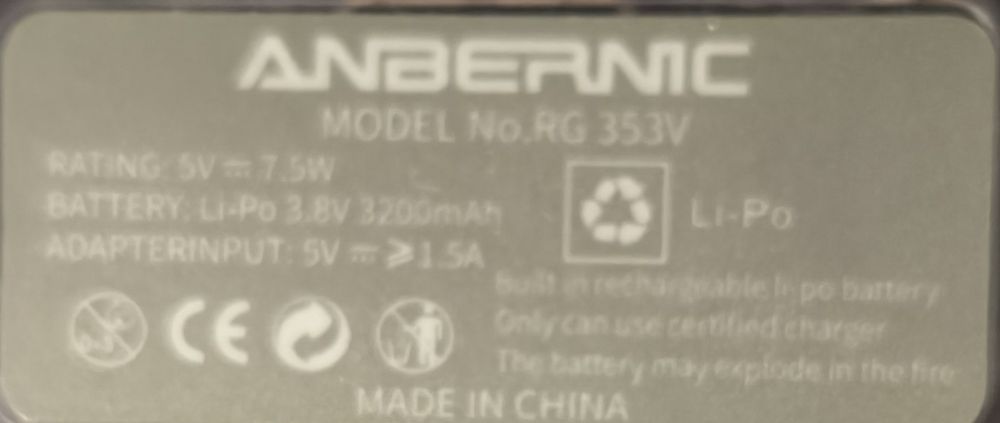 ANBERNIC
MODEL No.RG 353V
RATING: 5V ⎓ 7.5W
BATTERY: Li-Po 3.8V 3200mAh
ADAPTERINPUT: 5V ⎓ ⩾1.5A
Li-Po
Built in rechargeable li-po battery
Only can use certified charger
The battery may explode in the fire
CE
MADE IN CHINA